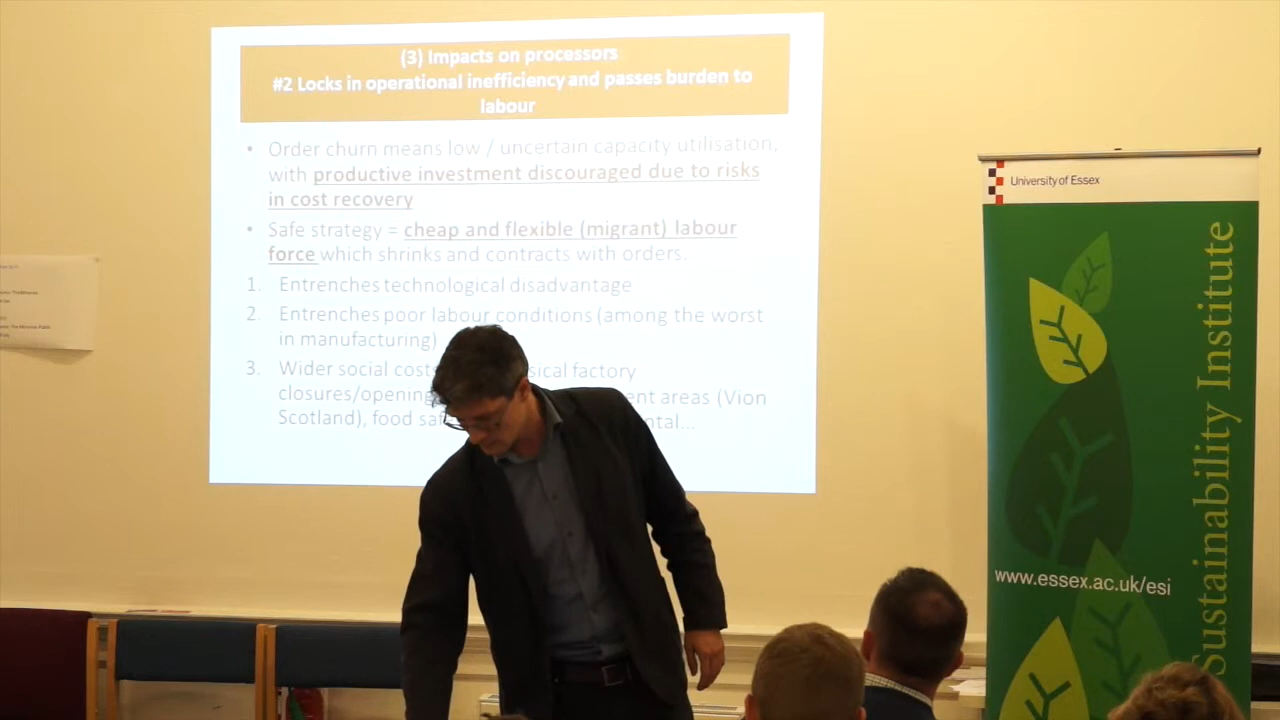 (3) Impacts on processors
#2 Locks in operational inefficiency and passes burden to
labour
• Order churn means low / uncertain capacity utilisation,
with productive investment discouraged due to risks
in cost recovery
• Safe strategy = cheap and flexible (migrant) labour
force which shrinks and contracts with orders.
1. Entrenches technological disadvantage
2. Entrenches poor labour conditions (among the worst
in manufacturing)
3. Wider social costs factory
closures/opening areas (Vion
Scotland), food
University of Essex
Sustainability Institute
www.essex.ac.uk/esi